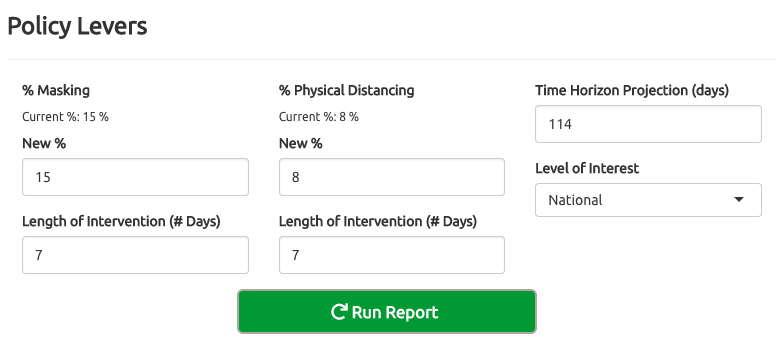 Policy Levers
% Masking
Current %: 15 %
New %
15
Length of Intervention (# Days)
7
% Physical Distancing
Current %: 8 %
New %
8
Length of Intervention (# Days)
7
Time Horizon Projection (days)
114
Level of Interest
National
Run Report